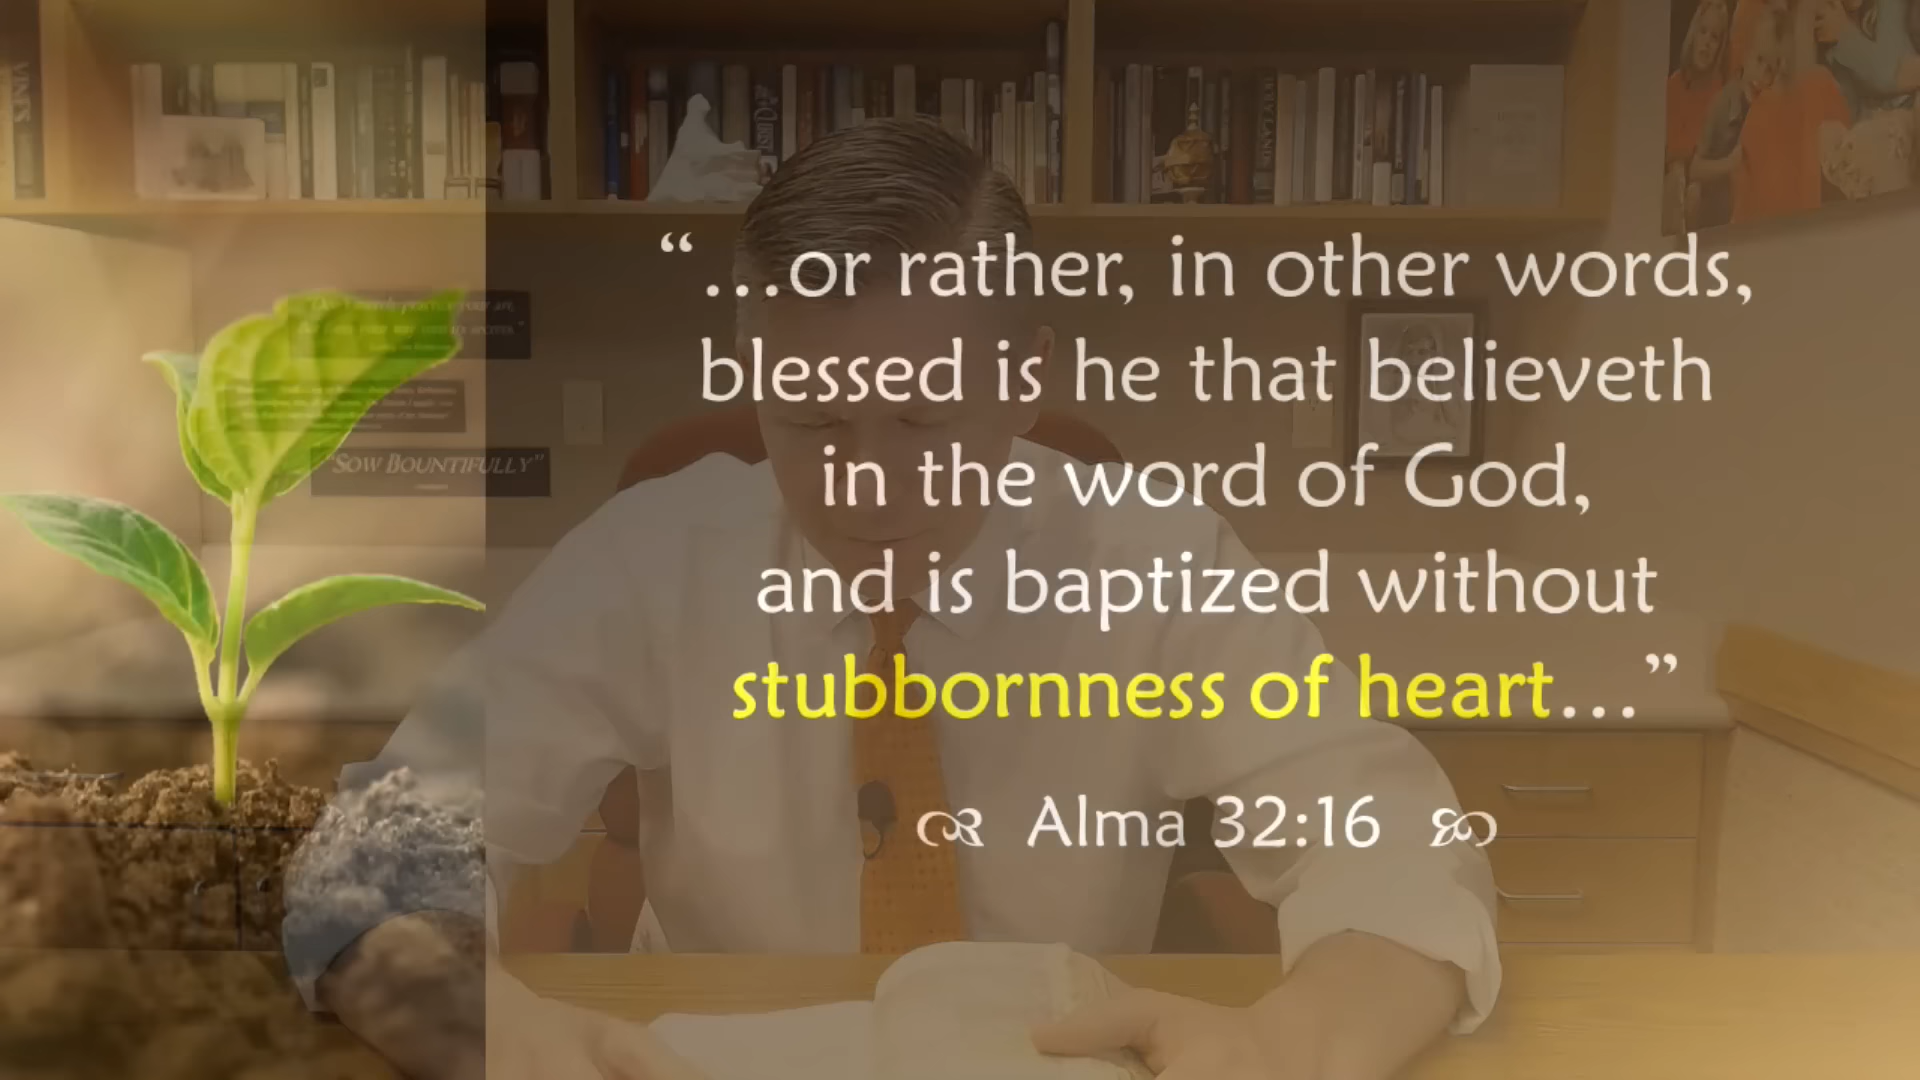 “…or rather, in other words,
blessed is he that believeth
in the word of God,
and is baptized without
stubbornness of heart…”
Alma 32:16
"SOW BOUNTIFULLY"